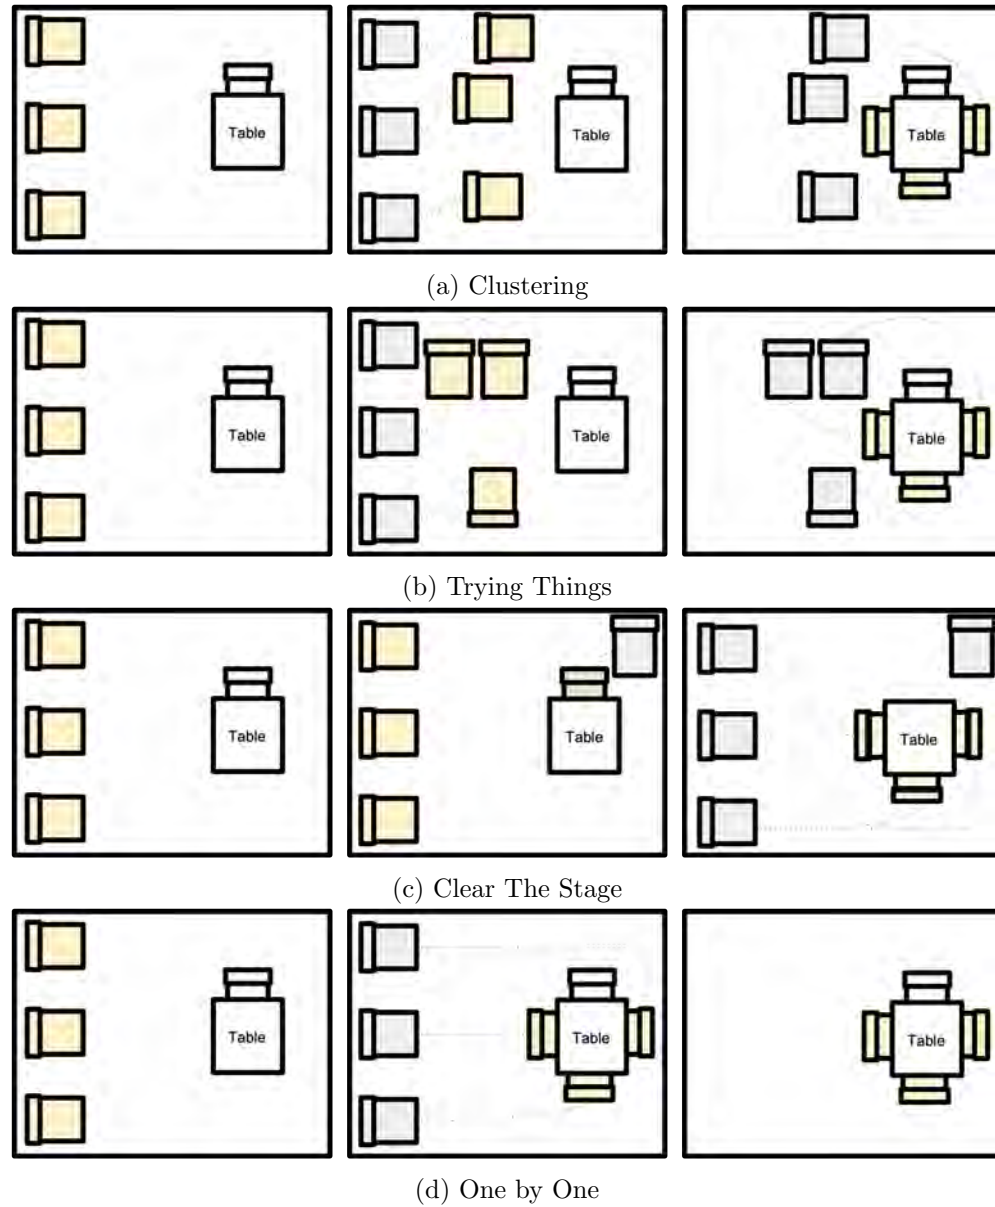 Table Table Table
(a) Clustering
Table Table Table
(b) Trying Things
Table Table Table
(c) Clear The Stage
Table Table Table
(d) One by One